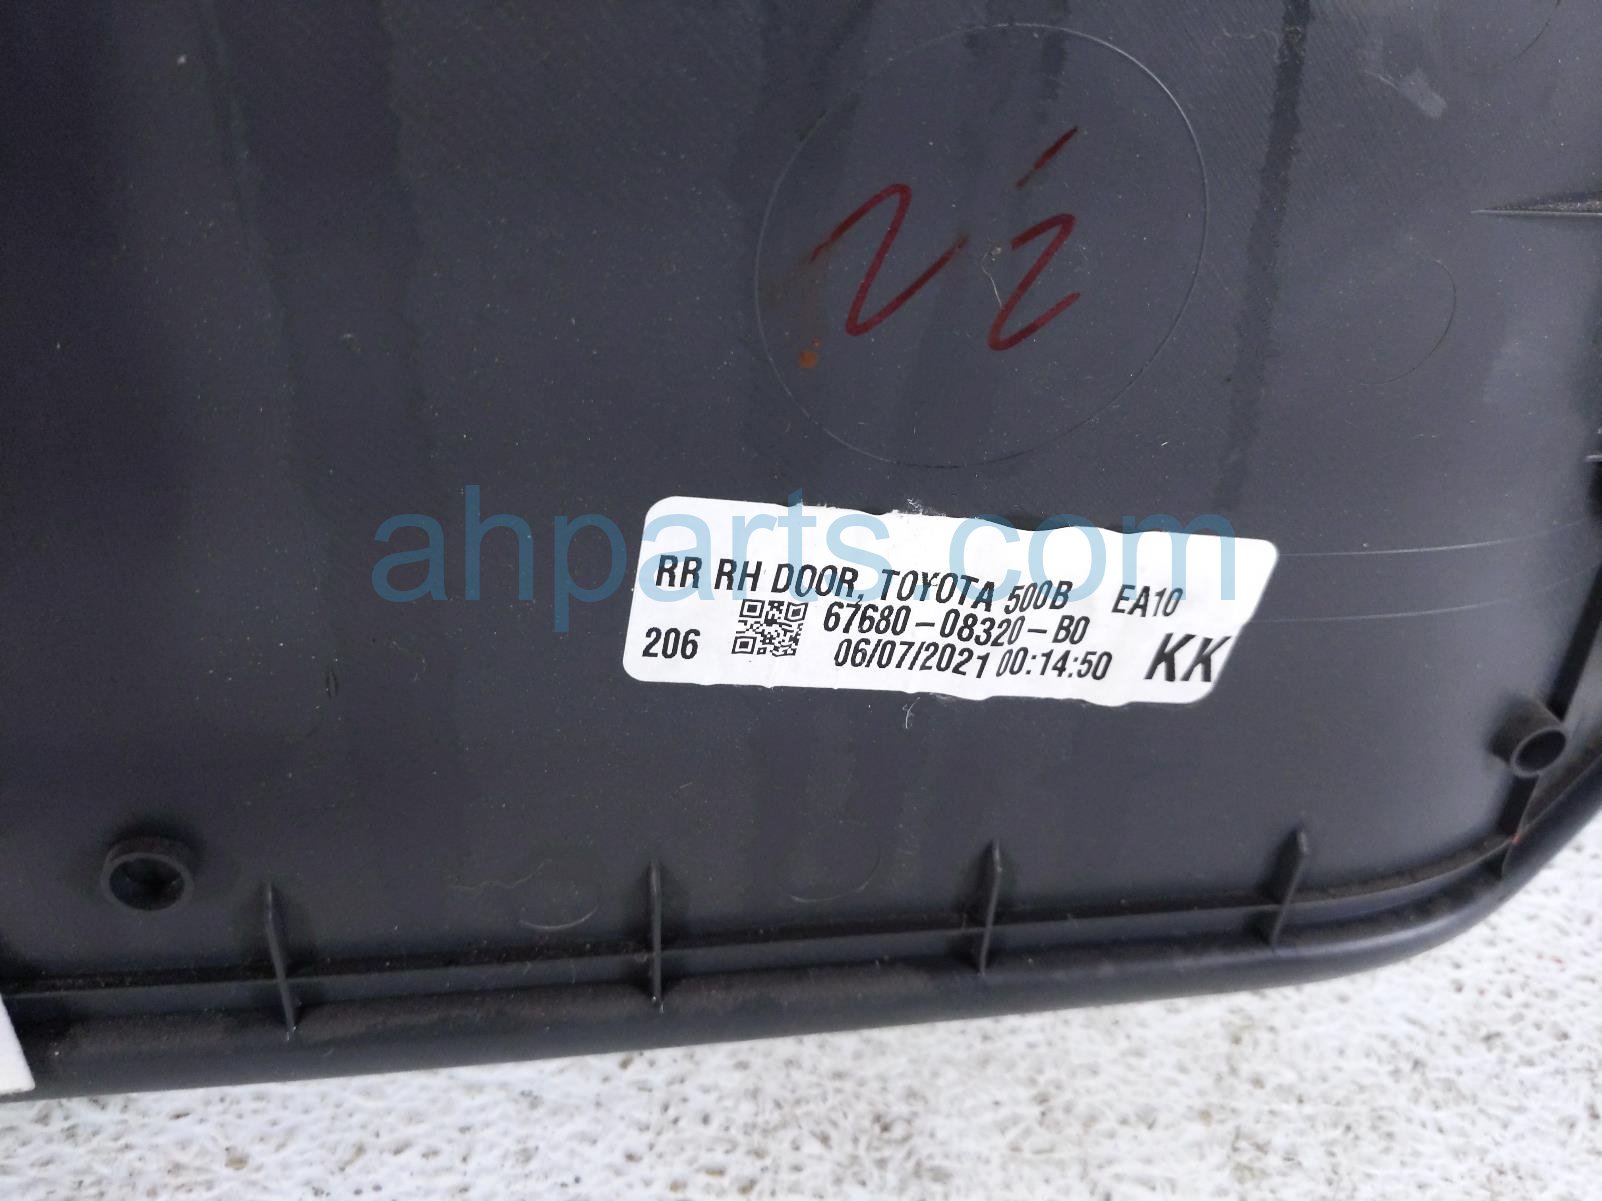 22
ahparts.com
RR RH DOOR, TOYOTA 500B EA10
67680-08320-B0
206 06/07/2021 00:14:50 KK